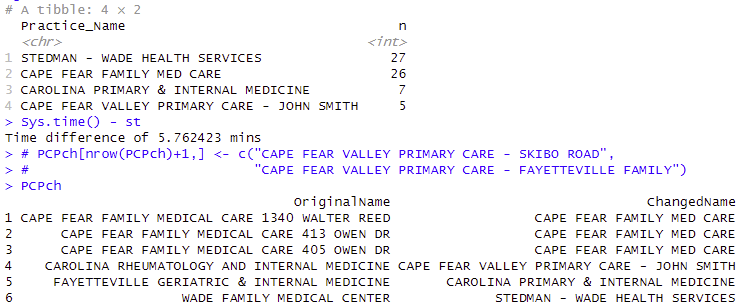 # A tibble: 4 × 2
  Practice_Name                                n
  <chr>                                    <int>
1 STEDMAN - WADE HEALTH SERVICES              27
2 CAPE FEAR FAMILY MED CARE                   26
3 CAROLINA PRIMARY & INTERNAL MEDICINE         7
4 CAPE FEAR VALLEY PRIMARY CARE - JOHN SMITH     5
> Sys.time() - st
Time difference of 5.762423 mins
> # PCPch[nrow(PCPch)+1,] <- c("CAPE FEAR VALLEY PRIMARY CARE - SKIBO ROAD",
> #                            "CAPE FEAR VALLEY PRIMARY CARE - FAYETTEVILLE FAMILY")
> PCPch
                                   OriginalName                                ChangedName
1 CAPE FEAR FAMILY MEDICAL CARE 1340 WALTER REED                  CAPE FEAR FAMILY MED CARE
2      CAPE FEAR FAMILY MEDICAL CARE 413 OWEN DR                  CAPE FEAR FAMILY MED CARE
3      CAPE FEAR FAMILY MEDICAL CARE 405 OWEN DR                  CAPE FEAR FAMILY MED CARE
4    CAROLINA RHEUMATOLOGY AND INTERNAL MEDICINE CAPE FEAR VALLEY PRIMARY CARE - JOHN SMITH
5     FAYETTEVILLE GERIATRIC & INTERNAL MEDICINE       CAROLINA PRIMARY & INTERNAL MEDICINE
6                     WADE FAMILY MEDICAL CENTER             STEDMAN - WADE HEALTH SERVICES